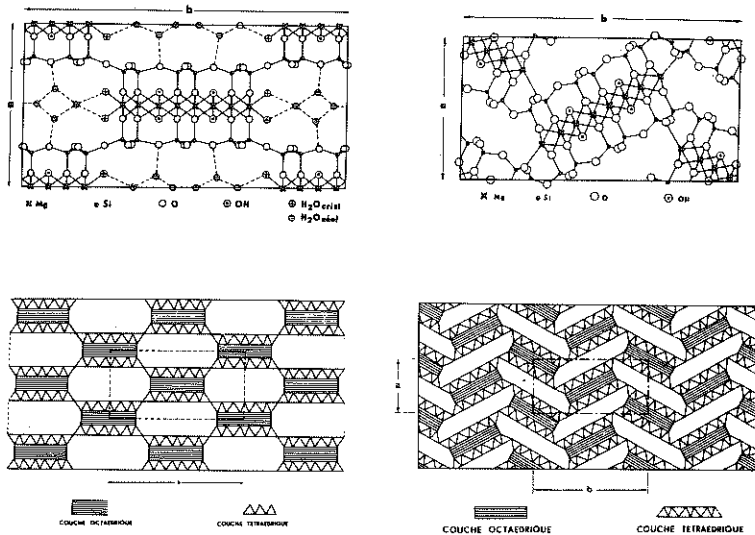 b
b
a
a
Mg Si O OH H₂O crist
H₂O zéol
Mg Si O OH
a
b
b
COUCHE OCTAEDRIQUE COUCHE TETRAEDRIQUE
COUCHE OCTAEDRIQUE COUCHE TETRAEDRIQUE